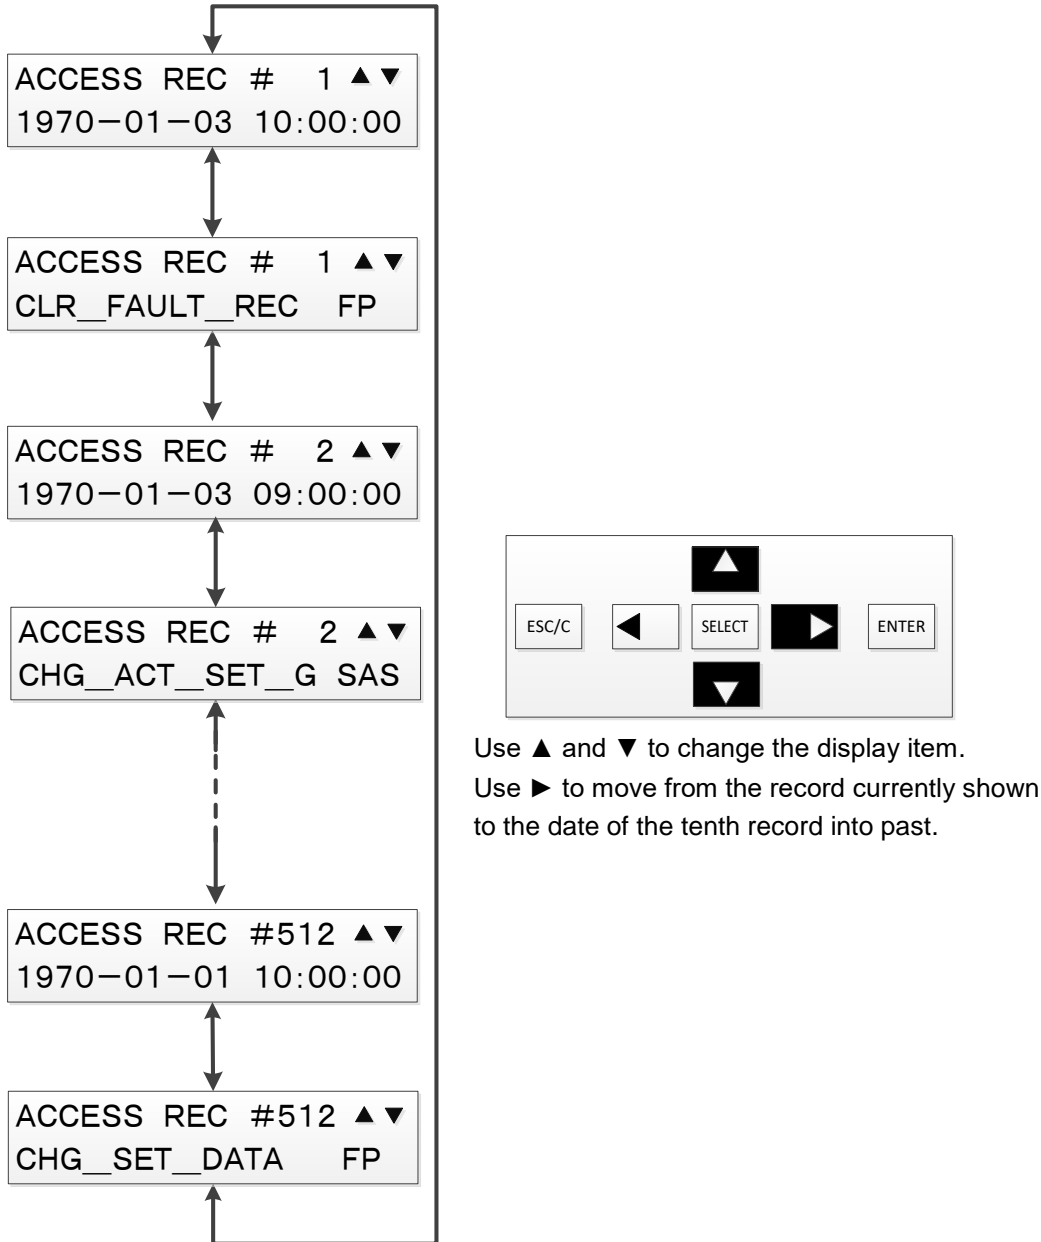 ACCESS REC # 1 ▲ ▼
1970-01-03 10:00:00
ACCESS REC # 1 ▲ ▼
CLR_FAULT_REC FP
ACCESS REC # 2 ▲ ▼
1970-01-03 09:00:00
ACCESS REC # 2 ▲ ▼
CHG_ACT_SET_G SAS
ACCESS REC #512 ▲ ▼
1970-01-01 10:00:00
ACCESS REC #512 ▲ ▼
CHG_SET_DATA FP
▲
ESC/C ◀ SELECT ▶ ENTER
▼
Use ▲ and ▼ to change the display item.
Use ► to move from the record currently shown
to the date of the tenth record into past.